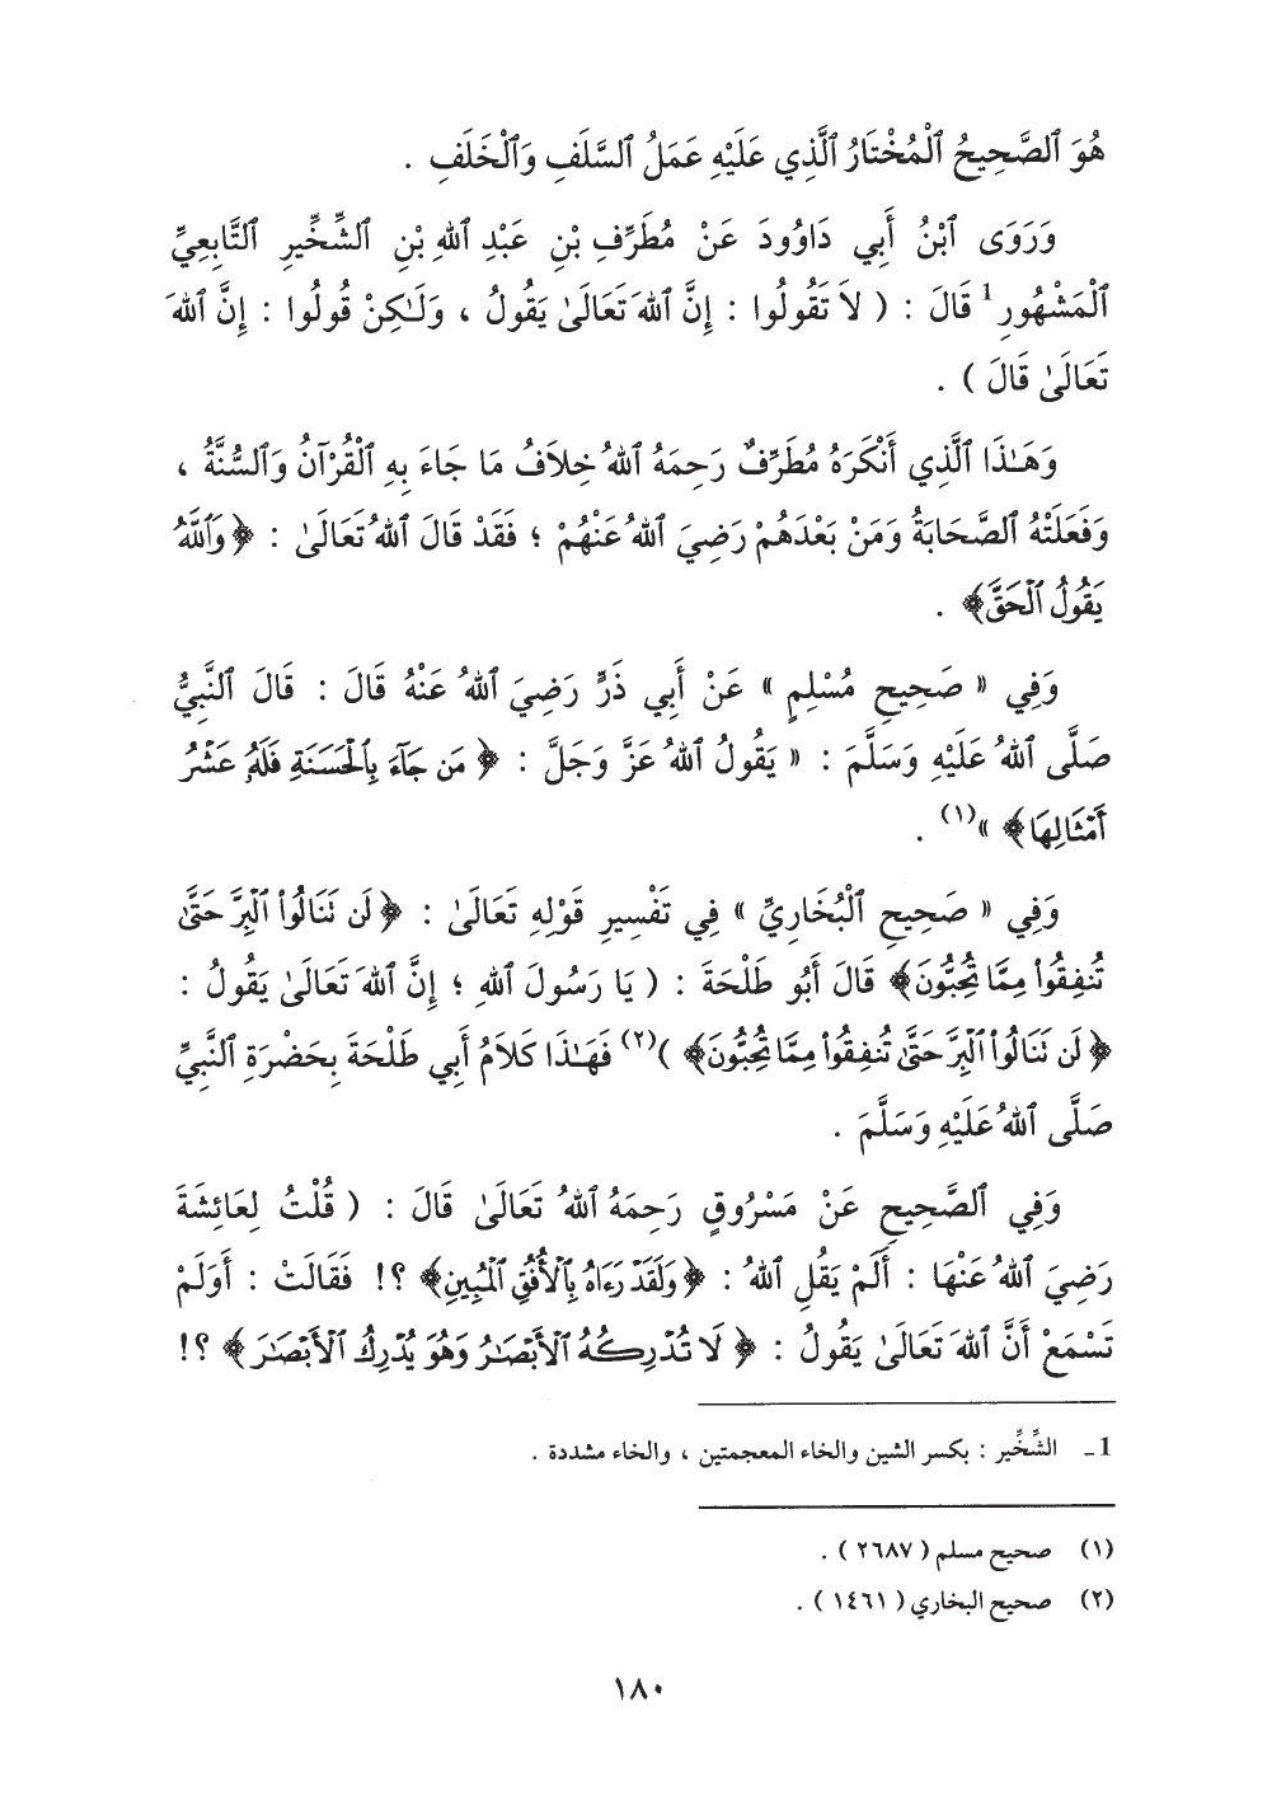 هُوَ ٱلصَّحِيحُ ٱلْمُخْتَارُ ٱلَّذِي عَلَيْهِ عَمَلُ ٱلسَّلَفِ وَٱلْخَلَفِ .
وَرَوَى ٱبْنُ أَبِي دَاوُودَ عَنْ مُطَرِّفِ بْنِ عَبْدِ ٱللهِ بْنِ ٱلشِّخِّيرِ ٱلتَّابِعِيِّ
ٱلْمَشْهُورِ1 قَالَ : ( لاَ تَقُولُوا : إِنَّ ٱللهَ تَعَالَىٰ يَقُولُ ، وَلَـٰكِنْ قُولُوا : إِنَّ ٱللهَ
تَعَالَىٰ قَالَ ) .
وَهَـٰذَا ٱلَّذِي أَنْكَرَهُ مُطَرِّفٌ رَحِمَهُ ٱللهُ خِلاَفُ مَا جَاءَ بِهِ ٱلْقُرْآنُ وَٱلسُّنَّةُ ،
وَفَعَلَتْهُ ٱلصَّحَابَةُ وَمَنْ بَعْدَهُمْ رَضِيَ ٱللهُ عَنْهُمْ ؛ فَقَدْ قَالَ ٱللهُ تَعَالَىٰ : ﴿ وَٱللَّهُ
يَقُولُ ٱلْحَقَّ﴾ .
وَفِي « صَحِيحِ مُسْلِمٍ » عَنْ أَبِي ذَرٍّ رَضِيَ ٱللهُ عَنْهُ قَالَ : قَالَ ٱلنَّبِيُّ
صَلَّى ٱللهُ عَلَيْهِ وَسَلَّمَ : « يَقُولُ ٱللهُ عَزَّ وَجَلَّ : ﴿ مَن جَآءَ بِٱلْحَسَنَةِ فَلَهُۥ عَشْرُ
أَمْثَالِهَا﴾ »(١) .
وَفِي « صَحِيحِ ٱلْبُخَارِيِّ » فِي تَفْسِيرِ قَوْلِهِ تَعَالَىٰ : ﴿ لَن تَنَالُواْ ٱلْبِرَّ حَتَّىٰ
تُنفِقُواْ مِمَّا تُحِبُّونَ﴾ قَالَ أَبُو طَلْحَةَ : ( يَا رَسُولَ ٱللهِ ؛ إِنَّ ٱللهَ تَعَالَىٰ يَقُولُ :
﴿ لَن تَنَالُواْ ٱلْبِرَّ حَتَّىٰ تُنفِقُواْ مِمَّا تُحِبُّونَ﴾ )(٢) فَهَـٰذَا كَلاَمُ أَبِي طَلْحَةَ بِحَضْرَةِ ٱلنَّبِيِّ
صَلَّى ٱللهُ عَلَيْهِ وَسَلَّمَ .
وَفِي ٱلصَّحِيحِ عَنْ مَسْرُوقٍ رَحِمَهُ ٱللهُ تَعَالَىٰ قَالَ : ( قُلْتُ لِعَائِشَةَ
رَضِيَ ٱللهُ عَنْهَا : أَلَمْ يَقُلِ ٱللهُ : ﴿ وَلَقَدْ رَءَاهُ بِٱلْأُفُقِ ٱلْمُبِينِ﴾ ؟! فَقَالَتْ : أَوَلَمْ
تَسْمَعْ أَنَّ ٱللهَ تَعَالَىٰ يَقُولُ : ﴿ لَا تُدْرِكُهُ ٱلْأَبْصَـٰرُ وَهُوَ يُدْرِكُ ٱلْأَبْصَـٰرَ ﴾ ؟!
1ـ الشِّخِّير : بكسر الشين والخاء المعجمتين ، والخاء مشددة .
(١) صحيح مسلم ( ٢٦٨٧ ) .
(٢) صحيح البخاري ( ١٤٦١ ) .
١٨٠